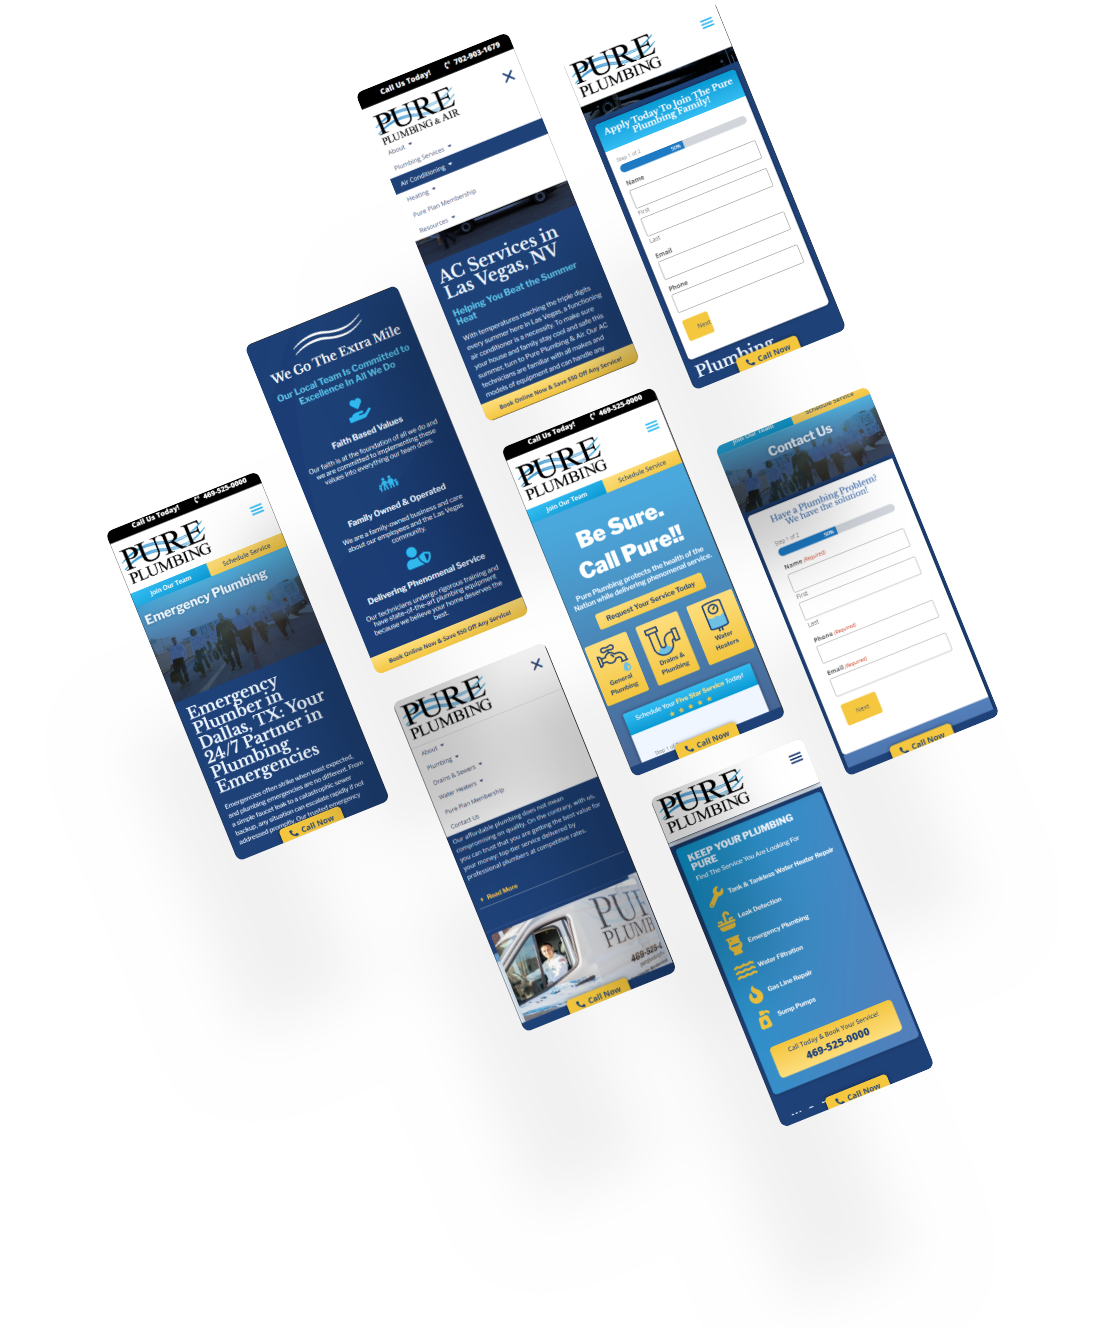 Call Us Today! 702-903-1679
PURE
PLUMBING & AIR
About
Plumbing Services
Air Conditioning
Heating
Pure Plan Membership
Resources
AC Services in
Las Vegas, NV
Helping You Beat the Summer
Heat
With temperatures reaching the triple digits
every summer here in Las Vegas, a functioning
air conditioner is a necessity. To make sure
your house and family stay cool and safe this
summer, turn to Pure Plumbing & Air. Our AC
technicians are familiar with all makes and
models of equipment and can handle any
Book Online Now & Save $50 Off Any Service!
PURE
PLUMBING
Apply Today To Join The Pure
Plumbing Family!
Step 1 of 2
50%
Name
First
Last
Email
Phone
Next
Plumbing
Call Now
We Go The Extra Mile
Our Local Team Is Committed to
Excellence In All We Do
Faith Based Values
Our faith is at the foundation of all we do and
we are committed to implementing these
values into everything our team does.
Family Owned & Operated
We are a family-owned business and care
about our employees and the Las Vegas
community.
Delivering Phenomenal Service
Our technicians undergo rigorous training and
have state-of-the-art plumbing equipment
because we believe your home deserves the
best.
Book Online Now & Save $50 Off Any Service!
Call Us Today! 469-525-0000
PURE
PLUMBING
Join Our Team Schedule Service
Be Sure.
Call Pure!!
Pure Plumbing protects the health of the
Nation while delivering phenomenal service.
Request Your Service Today
General
Plumbing
Drains &
Plumbing
Water
Heaters
Schedule Your Five Star Service Today!
Step 1 of
Call Now
Join Our Team Schedule Service
Contact Us
Have a Plumbing Problem?
We have the solution!
Step 1 of 2
50%
Name (Required)
First
Last
Phone (Required)
Email (Required)
Next
Call Now
Call Us Today! 469-525-0000
PURE
PLUMBING
Join Our Team Schedule Service
Emergency Plumbing
Emergency
Plumber in
Dallas, TX: Your
24/7 Partner in
Plumbing
Emergencies
Emergencies often strike when least expected,
and plumbing emergencies are no different. From
a simple faucet leak to a catastrophic sewer
backup, any situation can escalate rapidly if not
addressed promptly. Our trusted emergency
Call Now
PURE
PLUMBING
About
Plumbing
Drains & Sewers
Water Heaters
Pure Plan Membership
Contact Us
Our affordable plumbing does not mean
compromising on quality. On the contrary, with us,
you can trust that you are getting the best value for
your money: top-tier service delivered by
professional plumbers at competitive rates.
Read More
PUR
PLUMB
469-525-
Call Now
PURE
PLUMBING
KEEP YOUR PLUMBING
PURE
Find The Service You Are Looking For
Tank & Tankless Water Heater Repair
Leak Detection
Emergency Plumbing
Water Filtration
Gas Line Repair
Sump Pumps
Call Today & Book Your Service!
469-525-0000
Call Now